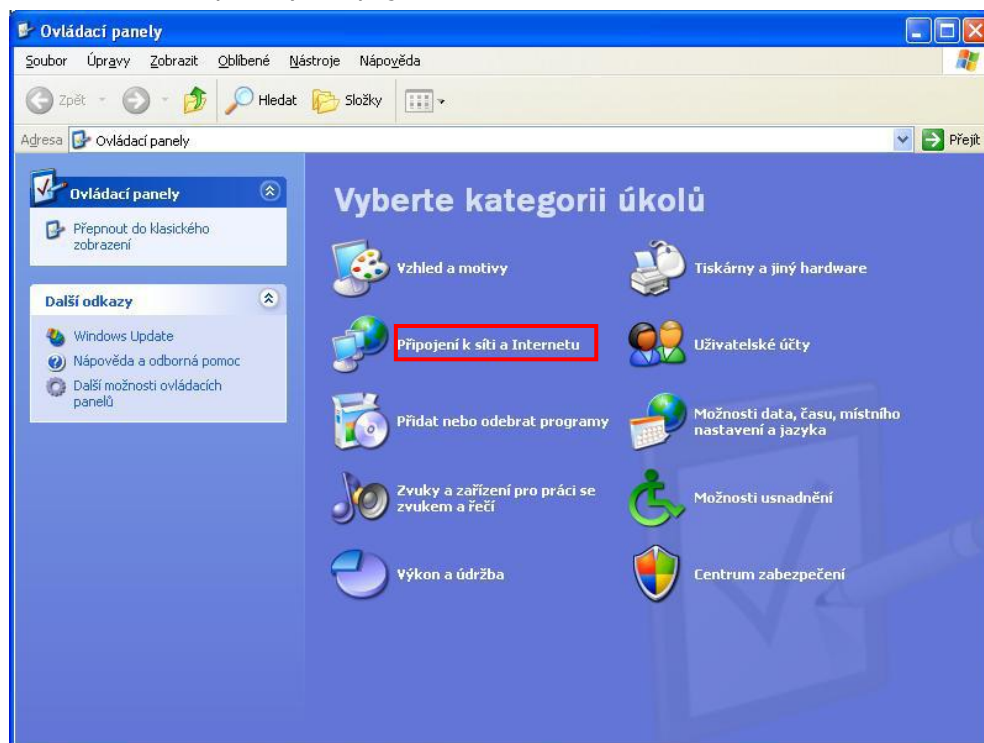 Ovládací panely
Soubor Úpravy Zobrazit Oblíbené Nástroje Nápověda
Zpět Hledat Složky
Adresa Ovládací panely Přejít
Ovládací panely
Přepnout do klasického
zobrazení
Další odkazy
Windows Update
Nápověda a odborná pomoc
Další možnosti ovládacích
panelů
Vyberte kategorii úkolů
Vzhled a motivy
Tiskárny a jiný hardware
Připojení k síti a Internetu
Uživatelské účty
Přidat nebo odebrat programy
Možnosti data, času, místního
nastavení a jazyka
Zvuky a zařízení pro práci se
zvukem a řečí
Možnosti usnadnění
Výkon a údržba
Centrum zabezpečení